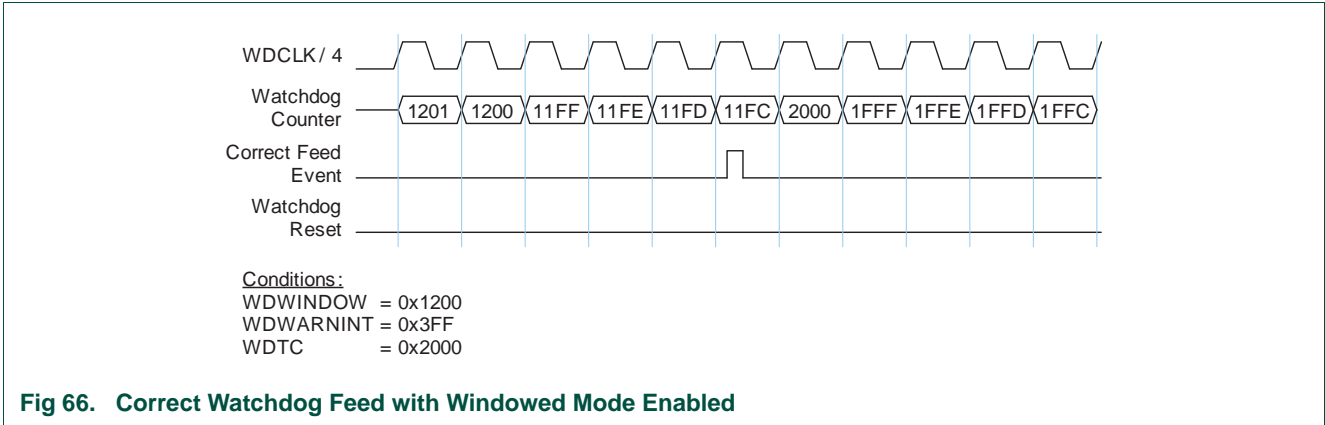 WDCLK / 4
Watchdog
Counter
1201 1200 11FF 11FE 11FD 11FC 2000 1FFF 1FFE 1FFD 1FFC
Correct Feed
Event
Watchdog
Reset
Conditions:
WDWINDOW = 0x1200
WDWARNINT = 0x3FF
WDTC = 0x2000
Fig 66. Correct Watchdog Feed with Windowed Mode Enabled